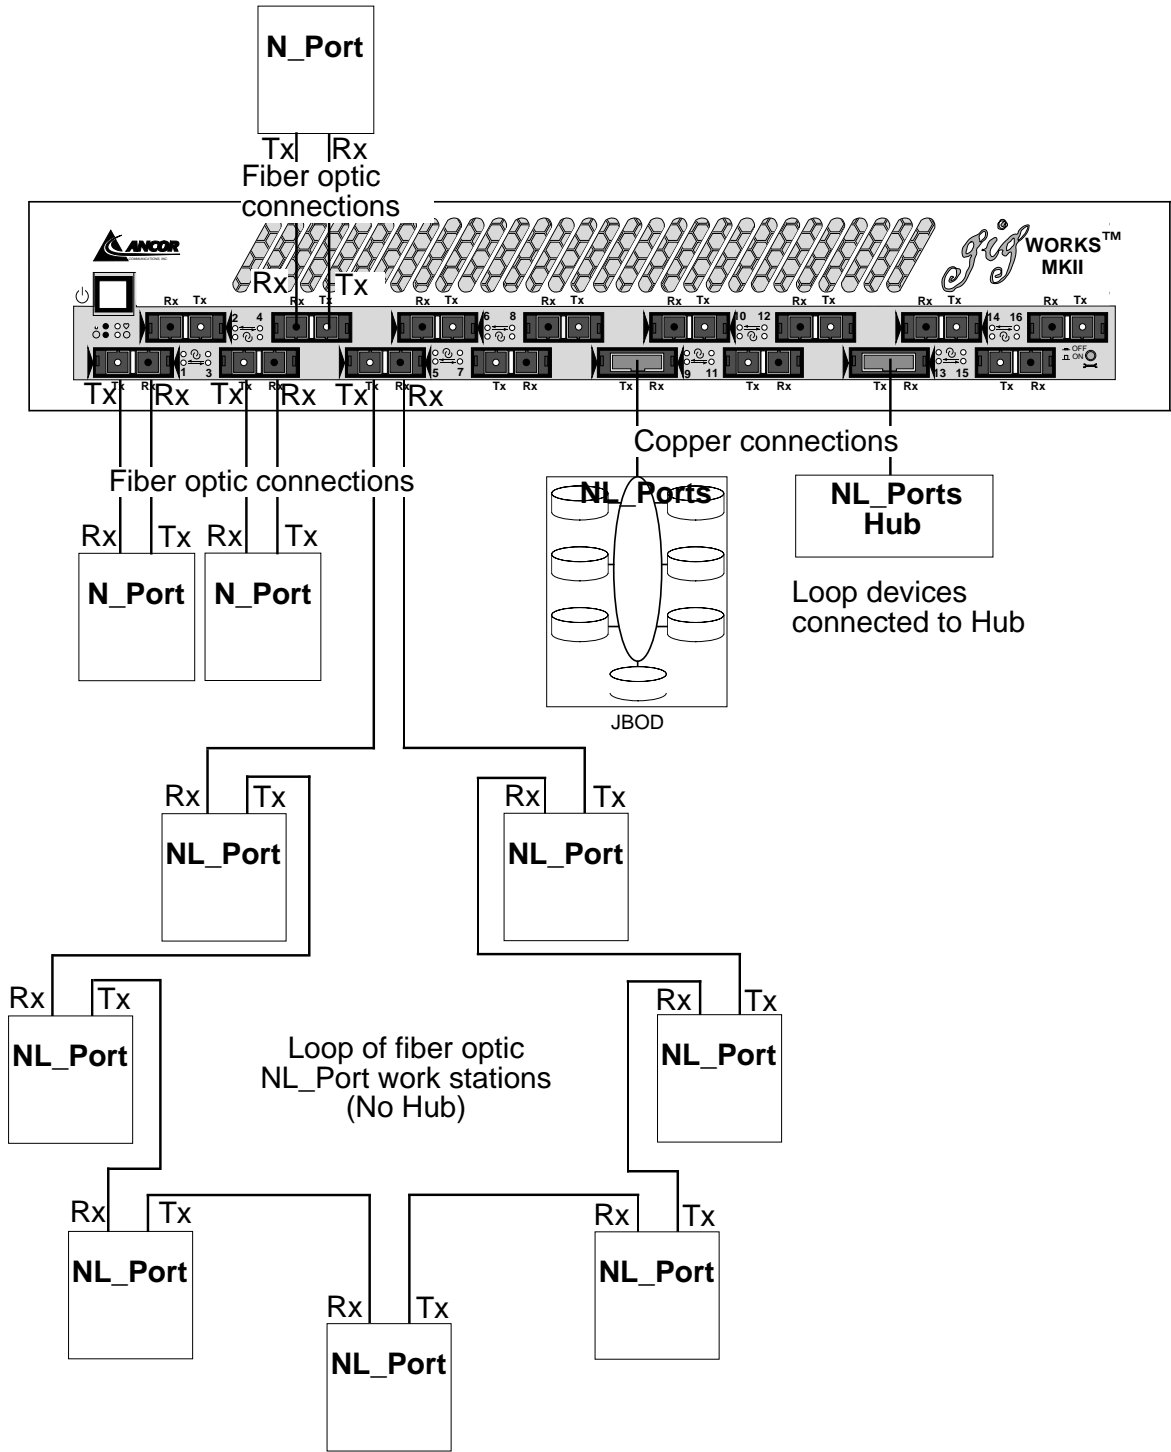 N_Port
Tx Rx
Fiber optic
connections
ANCOR
COMMUNICATIONS, INC.
gig WORKS™
MKII
Rx Tx
Rx Tx Rx Tx Rx Tx Rx Tx Rx Tx Rx Tx Rx Tx Rx Tx
2 4 6 8 10 12 14 16
OFF
ON
1 3 5 7 9 11 13 15
Tx Rx Tx Rx Tx Rx Tx Rx Tx Rx Tx Rx Tx Rx Tx Rx
Tx Rx Tx Rx Tx Rx
Copper connections
Fiber optic connections
NL_Ports
NL_Ports
Hub
Rx Tx Rx Tx
N_Port N_Port
Loop devices
connected to Hub
JBOD
Rx Tx Rx Tx
NL_Port NL_Port
Rx Tx Rx Tx
NL_Port NL_Port
Loop of fiber optic
NL_Port work stations
(No Hub)
Rx Tx Rx Tx
NL_Port NL_Port
Rx Tx
NL_Port